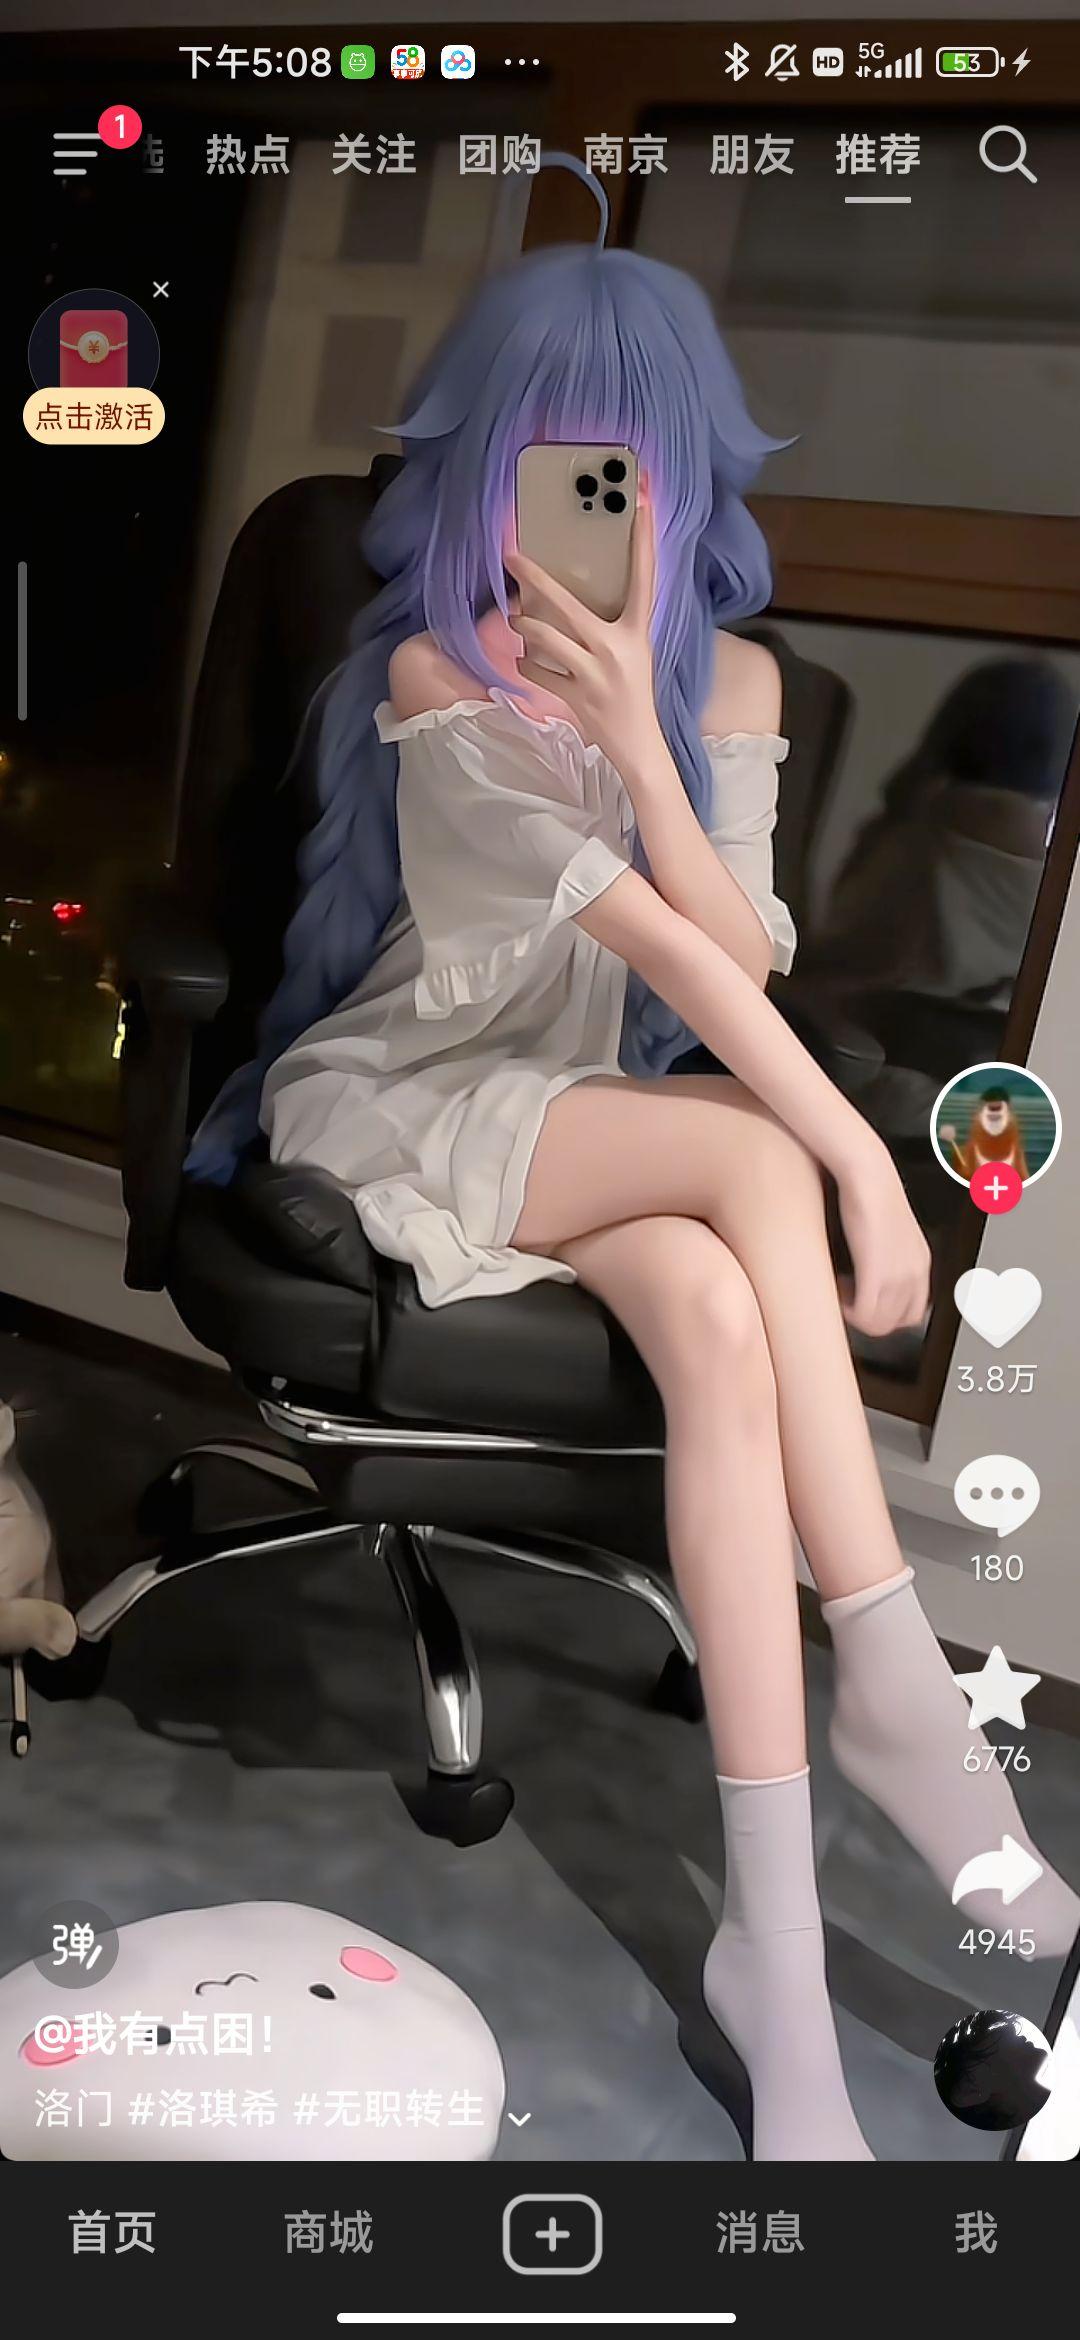 下午5:08
58
HD
5G
53
1
热点 关注 团购 南京 朋友 推荐
点击激活
3.8万
180
6776
4945
弹
@我有点困！
洛门 #洛琪希 #无职转生
首页 商城 消息 我